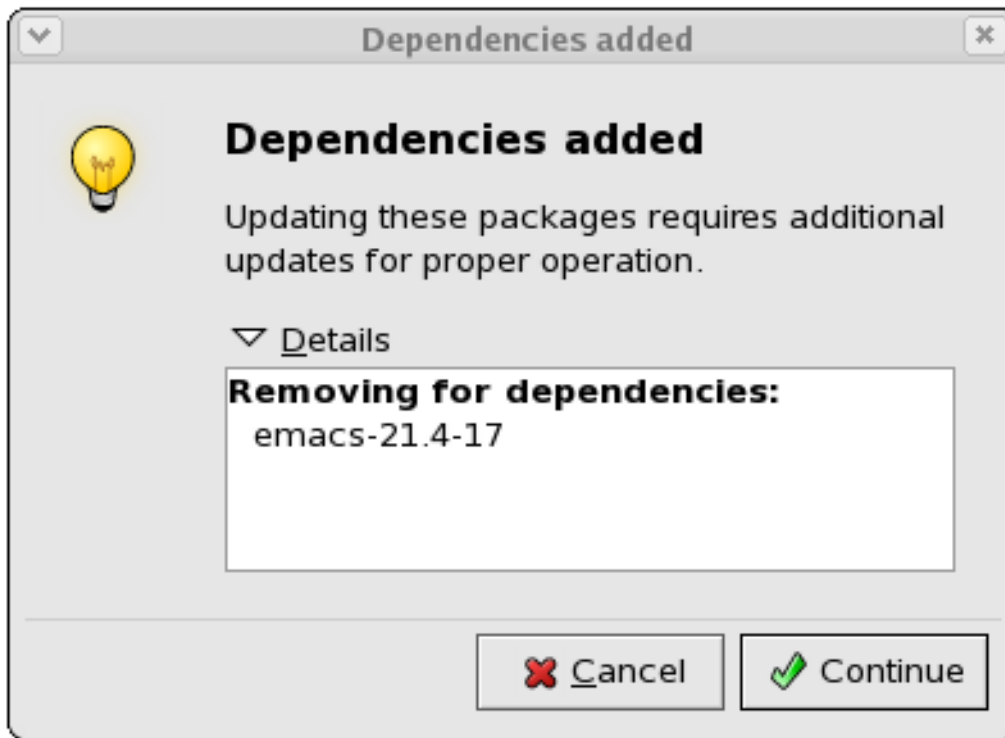 Dependencies added
Dependencies added
Updating these packages requires additional
updates for proper operation.
Details
Removing for dependencies:
emacs-21.4-17
Cancel
Continue